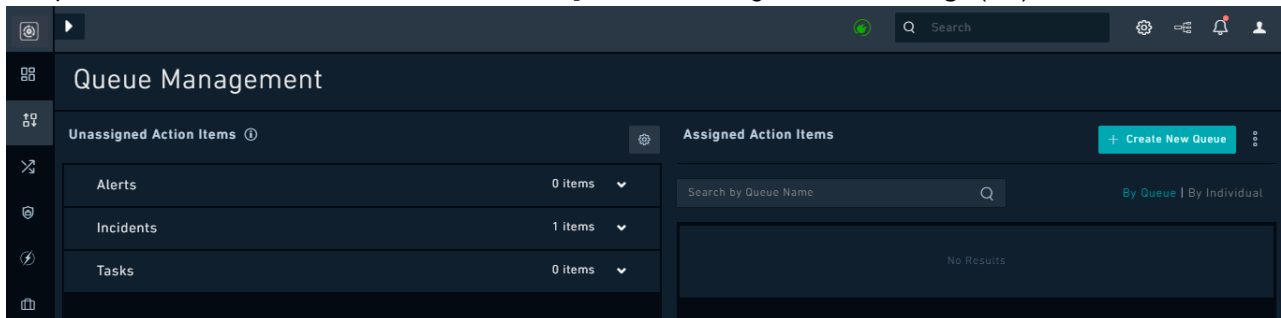 Search
Queue Management
Unassigned Action Items
Alerts 0 items
Incidents 1 items
Tasks 0 items
Assigned Action Items
+ Create New Queue
Search by Queue Name
By Queue | By Individual
No Results